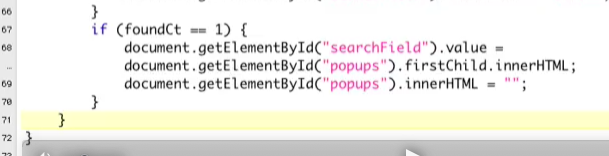 66 }
67 if (foundCt == 1) {
68 document.getElementById("searchField").value =
… document.getElementById("popups").firstChild.innerHTML;
69 document.getElementById("popups").innerHTML = "";
70 }
71 }
72 }